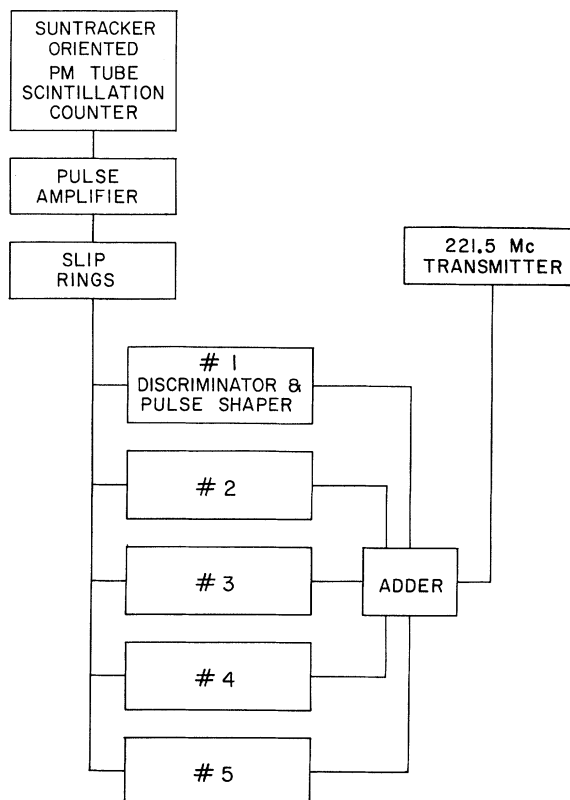 SUNTRACKER
ORIENTED
PM TUBE
SCINTILLATION
COUNTER
PULSE
AMPLIFIER
SLIP
RINGS
221.5 Mc
TRANSMITTER
# 1
DISCRIMINATOR &
PULSE SHAPER
# 2
# 3
ADDER
# 4
# 5